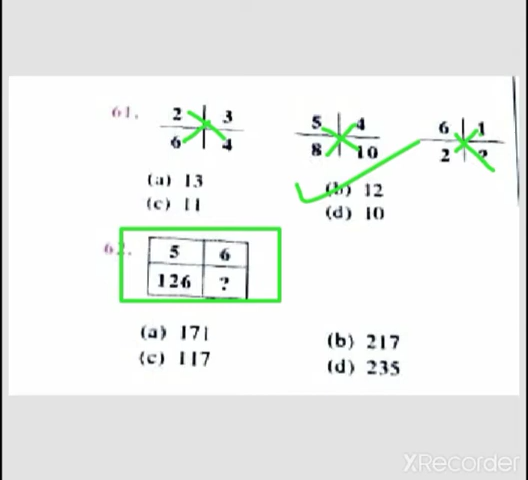 61. 2 3 5 4 6 1
6 4 8 10 2 ?
(a) 13 (b) 12
(c) 11 (d) 10
62. 5 6
126 ?
(a) 171 (b) 217
(c) 117 (d) 235
XRecorder